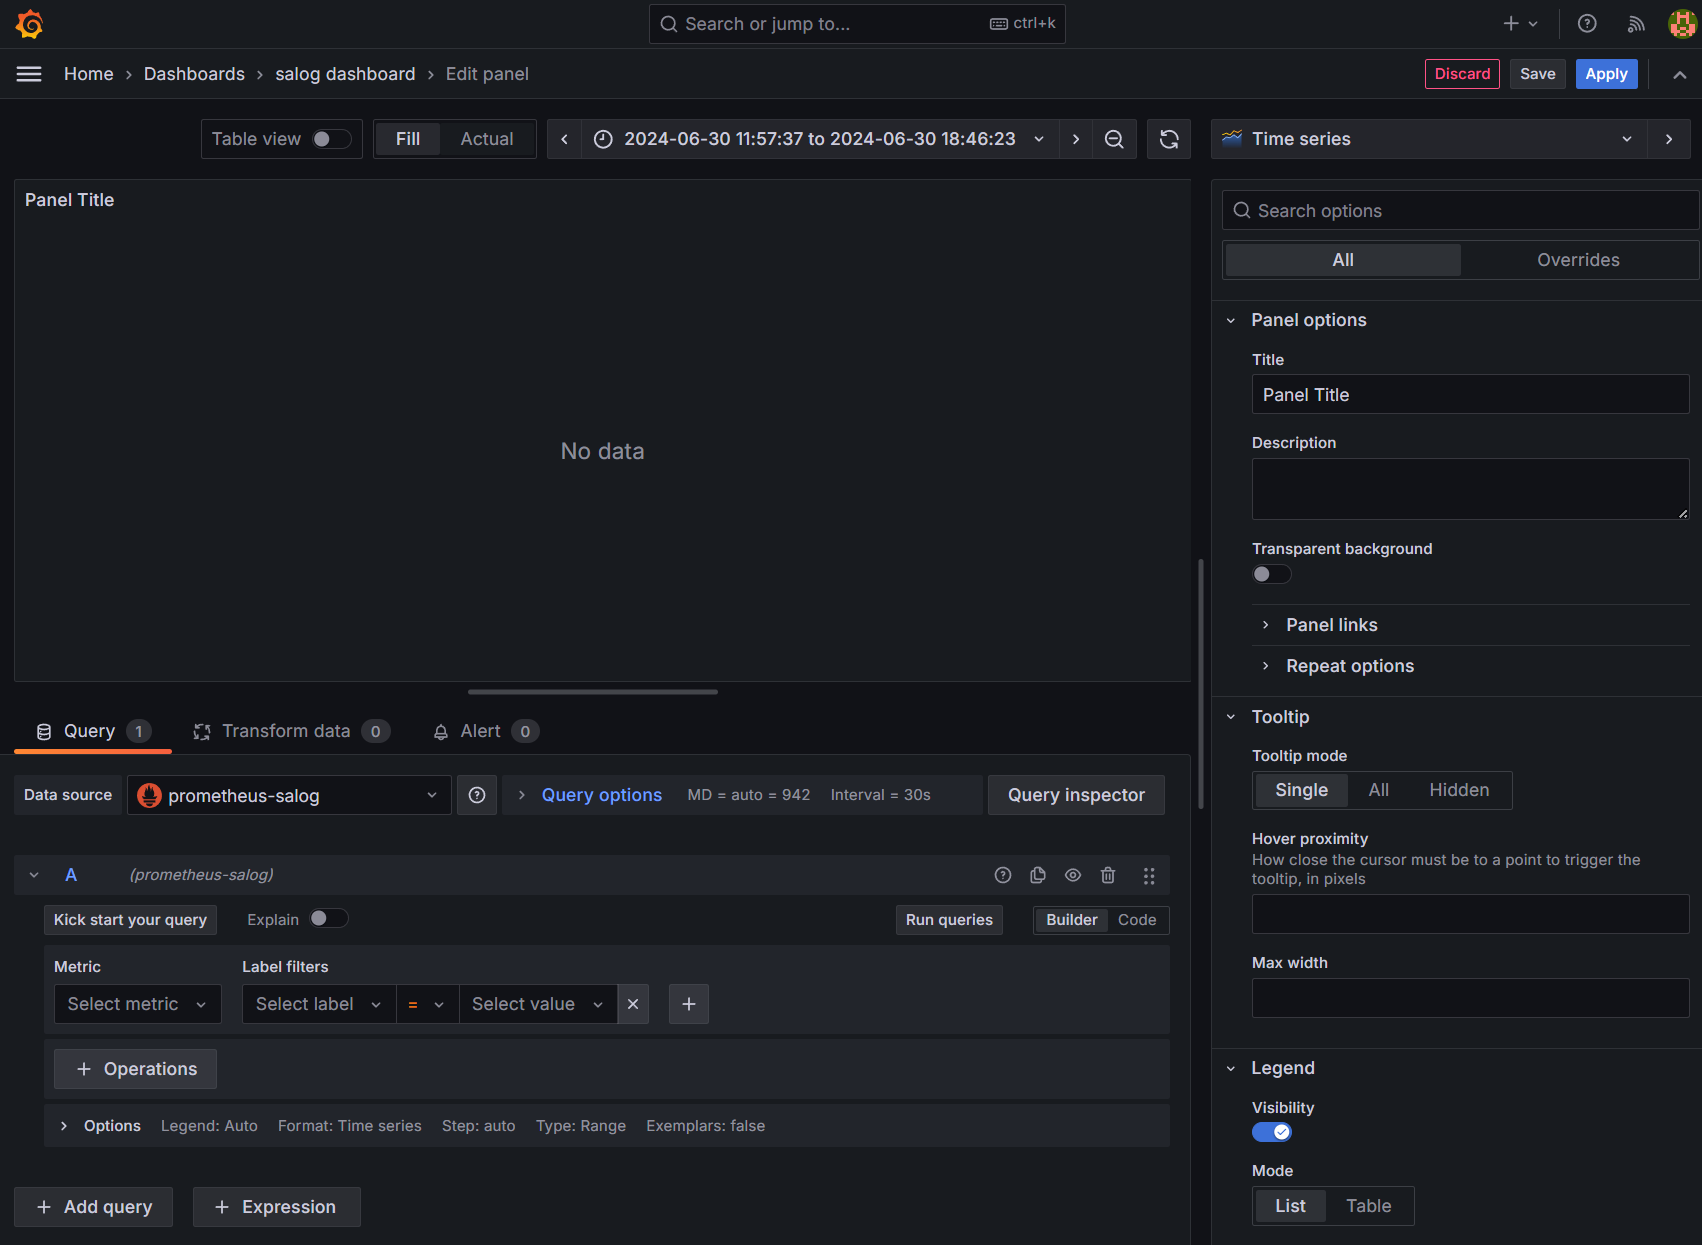 Search or jump to... ctrl+k
Home › Dashboards › salog dashboard › Edit panel
Discard Save Apply
Table view Fill Actual 2024-06-30 11:57:37 to 2024-06-30 18:46:23 Time series
Panel Title
No data
Query 1 Transform data 0 Alert 0
Data source prometheus-salog Query options MD = auto = 942 Interval = 30s Query inspector
A (prometheus-salog)
Kick start your query Explain Run queries Builder Code
Metric Label filters
Select metric Select label = Select value
+ Operations
Options Legend: Auto Format: Time series Step: auto Type: Range Exemplars: false
+ Add query + Expression
Search options
All Overrides
Panel options
Title
Panel Title
Description
Transparent background
Panel links
Repeat options
Tooltip
Tooltip mode
Single All Hidden
Hover proximity
How close the cursor must be to a point to trigger the
tooltip, in pixels
Max width
Legend
Visibility
Mode
List Table